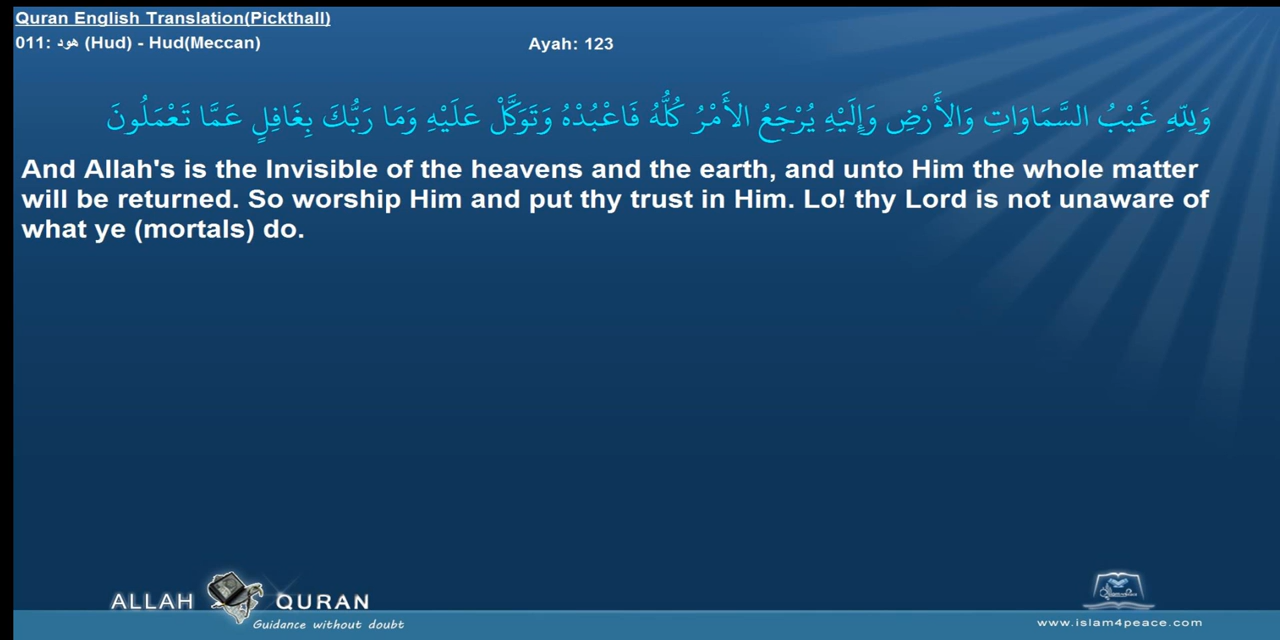 Quran English Translation(Pickthall)
011: هود (Hud) - Hud(Meccan)
Ayah: 123
وَلِلّهِ غَيْبُ السَّمَاوَاتِ وَالأَرْضِ وَإِلَيْهِ يُرْجَعُ الأَمْرُ كُلُّهُ فَاعْبُدْهُ وَتَوَكَّلْ عَلَيْهِ وَمَا رَبُّكَ بِغَافِلٍ عَمَّا تَعْمَلُونَ
And Allah's is the Invisible of the heavens and the earth, and unto Him the whole matter
will be returned. So worship Him and put thy trust in Him. Lo! thy Lord is not unaware of
what ye (mortals) do.
ALLAH QURAN
Guidance without doubt
www.islam4peace.com